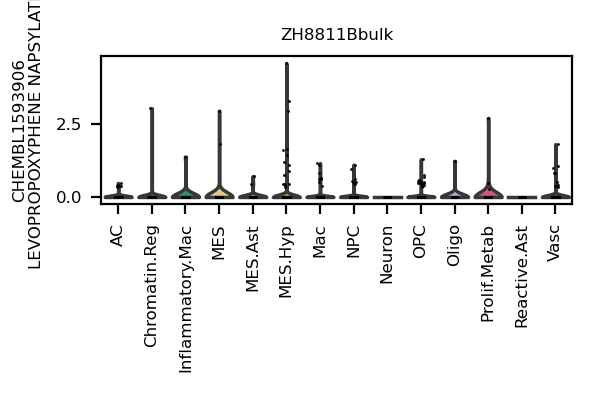 ZH8811Bbulk
CHEMBL1593906
LEVOPROPOXYPHENE
2.5
0.0
AC
Chromatin.Reg
Inflammatory.Mac
MES
MES.Ast
MES.Hyp
Mac
NPC
Neuron
OPC
Oligo
Prolif.Metab
Reactive.Ast
Vasc